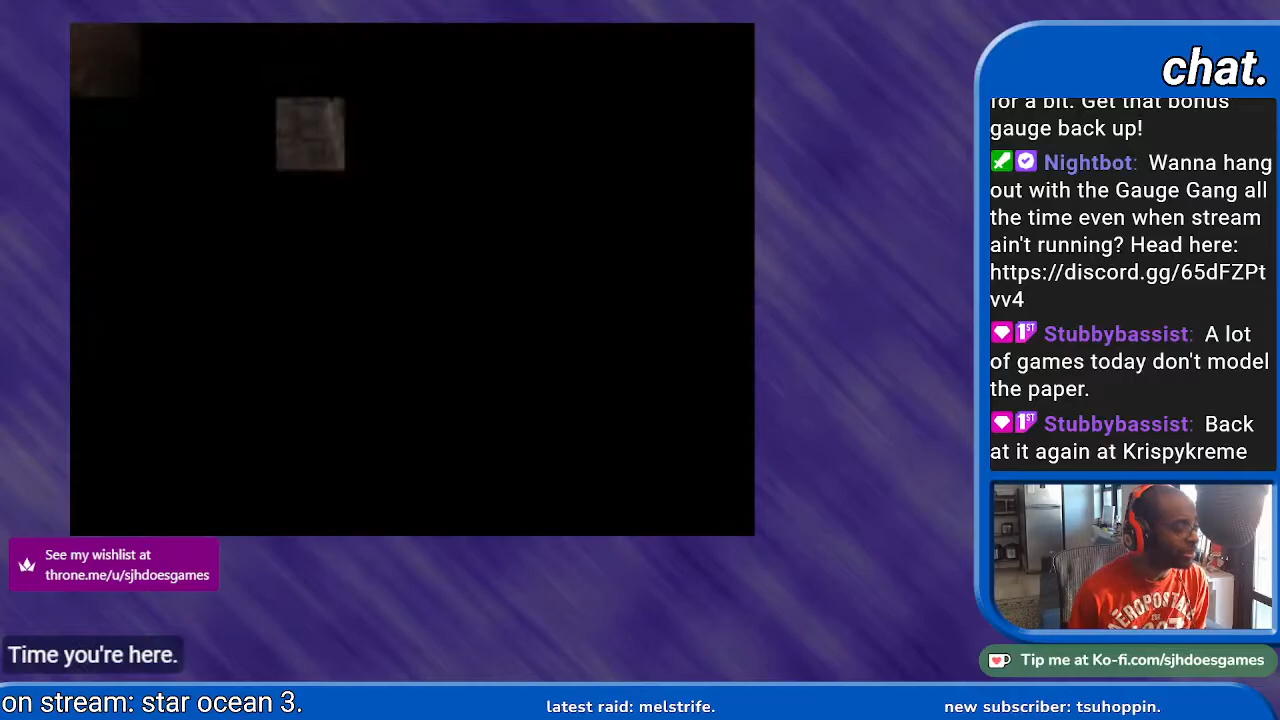 chat.
for a bit. Get that bonus
gauge back up!
Nightbot: Wanna hang
out with the Gauge Gang all
the time even when stream
ain't running? Head here:
https://discord.gg/65dFZPt
vv4
1ST Stubbybassist: A lot
of games today don't model
the paper.
1ST Stubbybassist: Back
at it again at Krispykreme
See my wishlist at
throne.me/u/sjhdoesgames
Time you're here.
Tip me at Ko-fi.com/sjhdoesgames
on stream: star ocean 3.
latest raid: melstrife.
new subscriber: tsuhoppin.